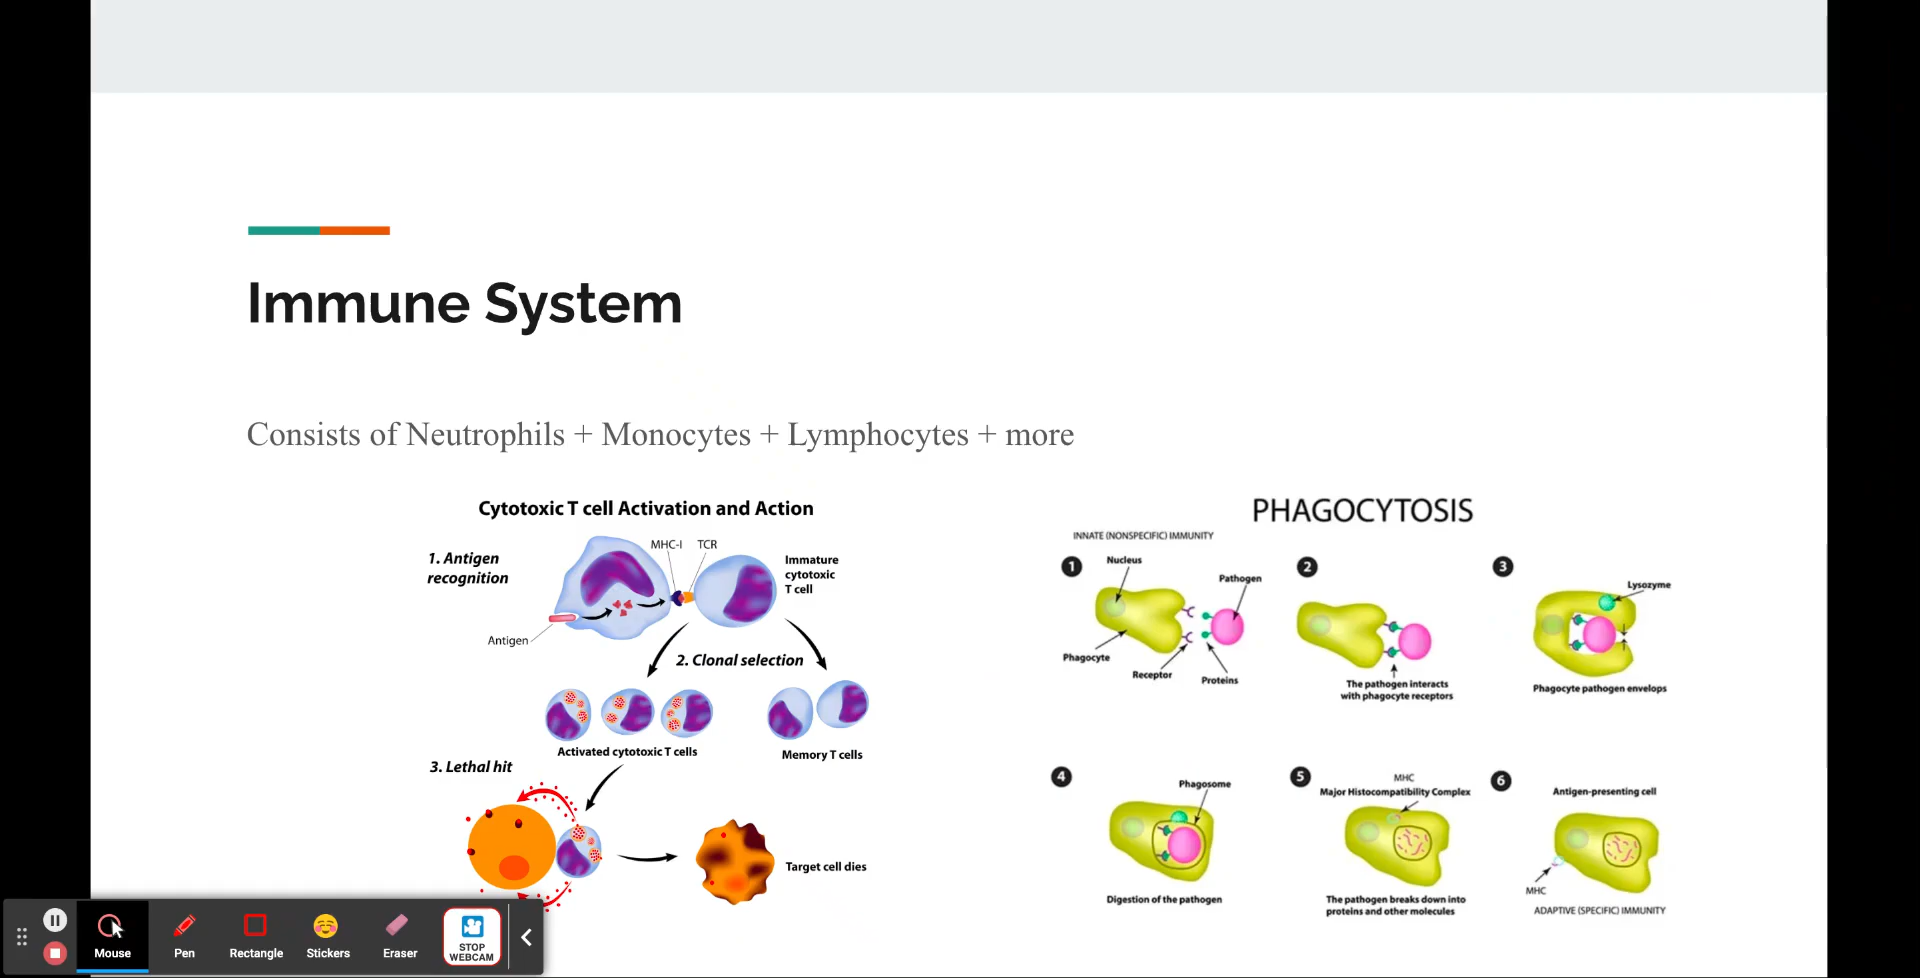 Immune System
Consists of Neutrophils + Monocytes + Lymphocytes + more
Cytotoxic T cell Activation and Action
1. Antigen
recognition
MHC-I
TCR
Immature
cytotoxic
T cell
Antigen
2. Clonal selection
Activated cytotoxic T cells
Memory T cells
3. Lethal hit
Target cell dies
PHAGOCYTOSIS
INNATE (NONSPECIFIC) IMMUNITY
1
Nucleus
Pathogen
Phagocyte
Receptor
Proteins
2
The pathogen interacts
with phagocyte receptors
3
Lysozyme
Phagocyte pathogen envelops
4
Phagosome
Digestion of the pathogen
5
MHC
Major Histocompatibility Complex
The pathogen breaks down into
proteins and other molecules
6
Antigen-presenting cell
MHC
ADAPTIVE (SPECIFIC) IMMUNITY
Mouse
Pen
Rectangle
Stickers
Eraser
STOP
WEBCAM